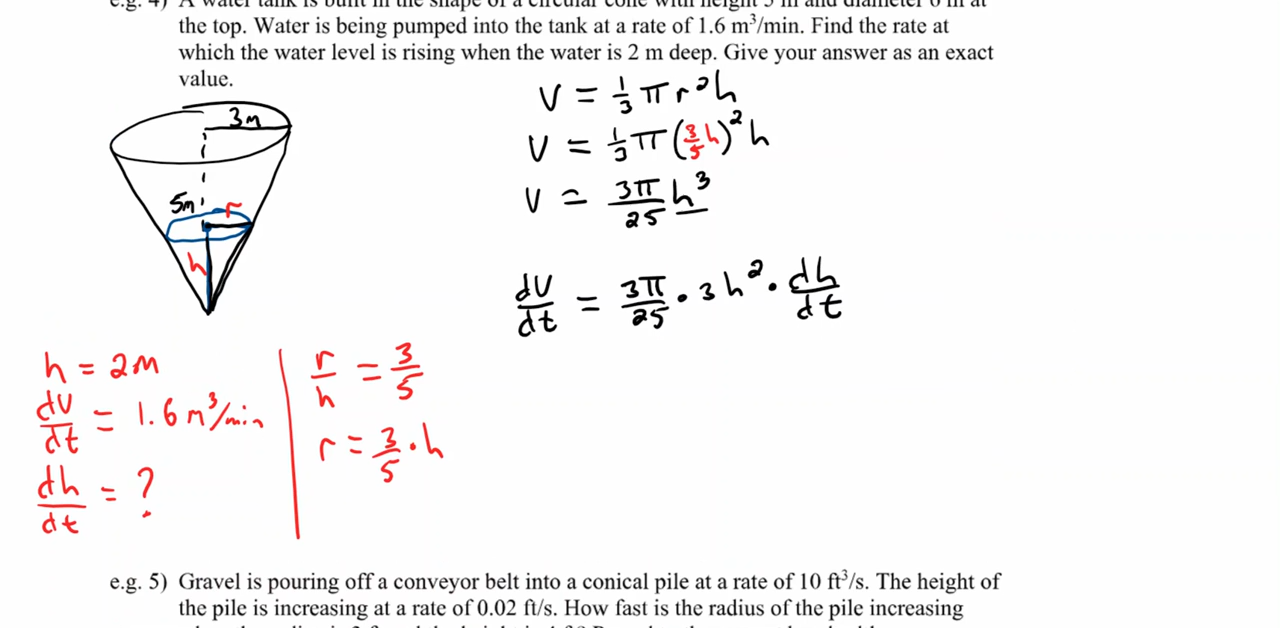 e.g. 4) A water tank is built in the shape of a circular cone with height 5 m and diameter 6 m at
the top. Water is being pumped into the tank at a rate of 1.6 m³/min. Find the rate at
which the water level is rising when the water is 2 m deep. Give your answer as an exact
value.
3m
5m
r
h
V = 1/3 π r²h
V = 1/3 π (3/5 h)² h
V = 3π/25 h³
dV/dt = 3π/25 · 3h² · dh/dt
h = 2m
dV/dt = 1.6 m³/min
dh/dt = ?
r/h = 3/5
r = 3/5 · h
e.g. 5) Gravel is pouring off a conveyor belt into a conical pile at a rate of 10 ft³/s. The height of
the pile is increasing at a rate of 0.02 ft/s. How fast is the radius of the pile increasing